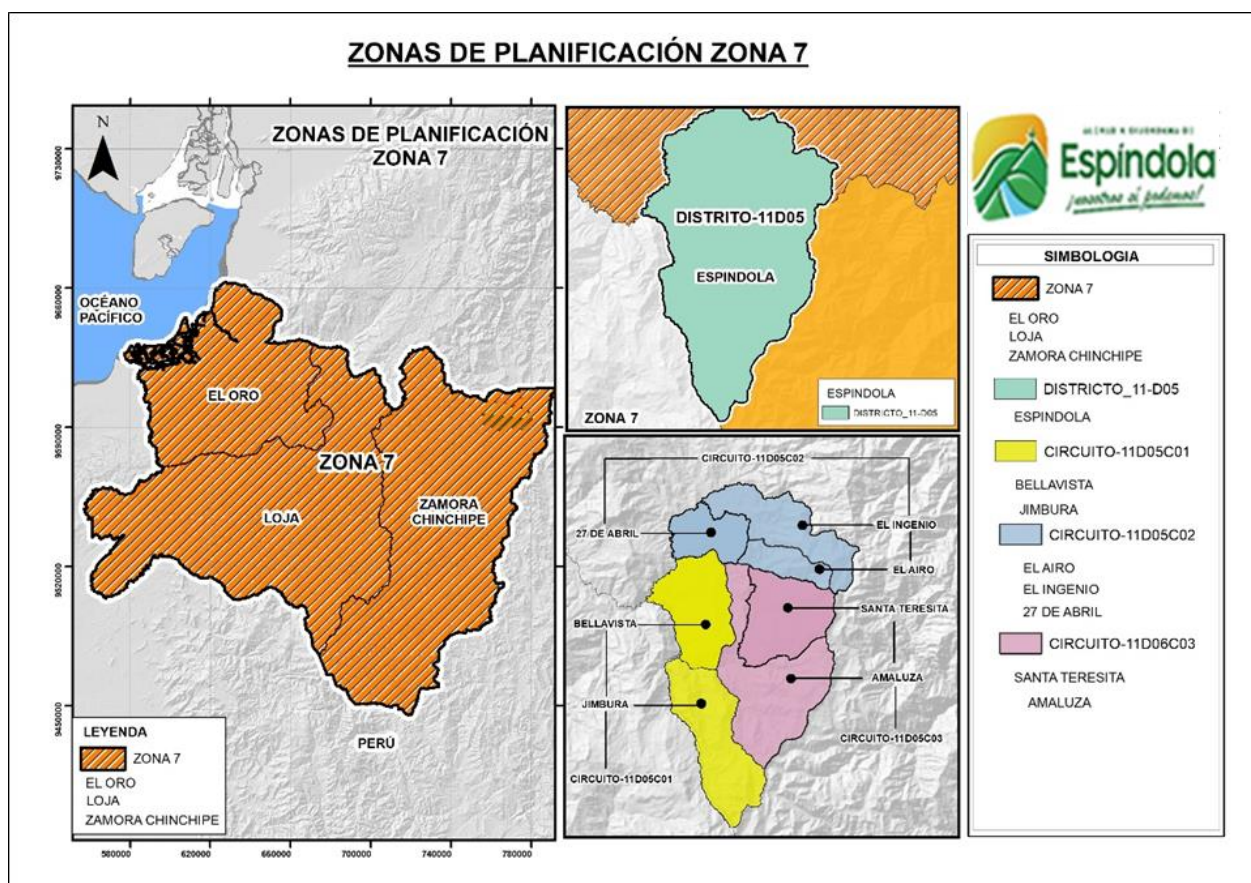 ZONAS DE PLANIFICACIÓN ZONA 7
N
ZONAS DE PLANIFICACIÓN
ZONA 7
9730000
9660000
9590000
9520000
9450000
OCÉANO
PACÍFICO
EL ORO
ZONA 7
LOJA
ZAMORA
CHINCHIPE
PERÚ
LEYENDA
ZONA 7
EL ORO
LOJA
ZAMORA CHINCHIPE
580000
620000
660000
700000
740000
780000
DISTRITO-11D05
ESPINDOLA
ZONA 7
ESPINDOLA
DISTRICTO_11-D05
CIRCUITO-11D05C02
27 DE ABRIL
EL INGENIO
EL AIRO
SANTA TERESITA
BELLAVISTA
AMALUZA
JIMBURA
CIRCUITO-11D05C03
CIRCUITO-11D05C01
Espíndola
¡nosotros sí podemos!
SIMBOLOGIA
ZONA 7
EL ORO
LOJA
ZAMORA CHINCHIPE
DISTRICTO_11-D05
ESPINDOLA
CIRCUITO-11D05C01
BELLAVISTA
JIMBURA
CIRCUITO-11D05C02
EL AIRO
EL INGENIO
27 DE ABRIL
CIRCUITO-11D06C03
SANTA TERESITA
AMALUZA